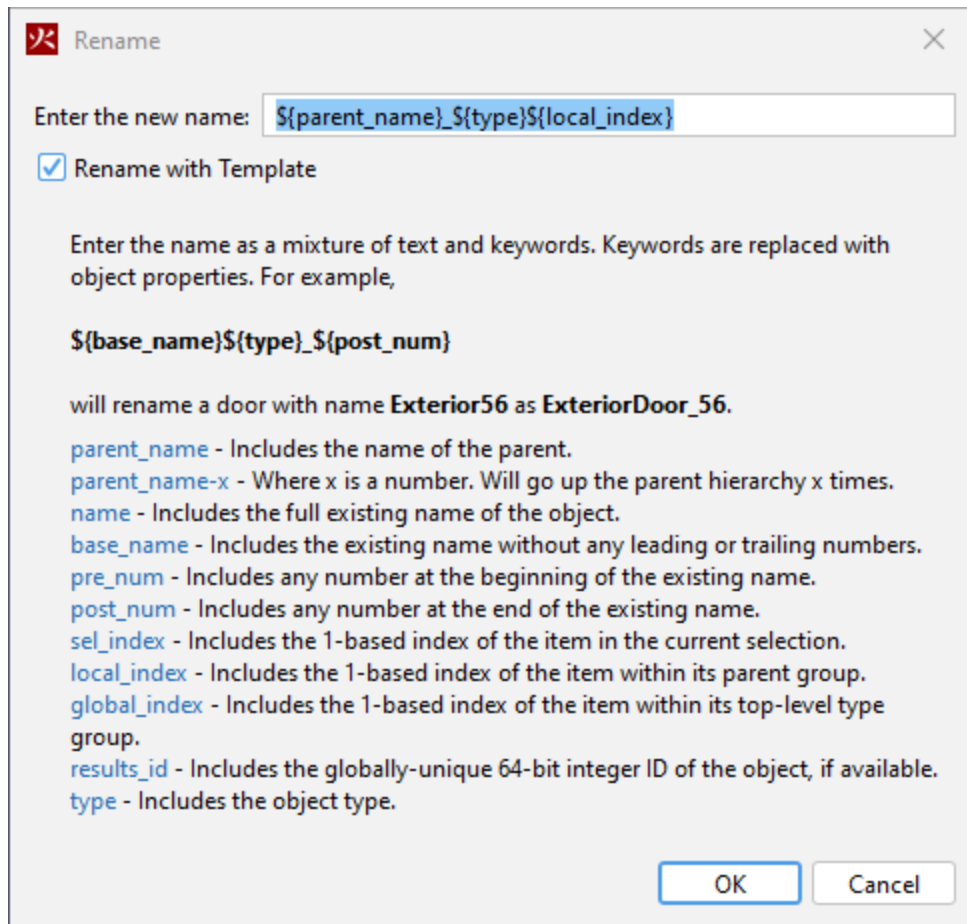 Rename
Enter the new name: ${parent_name}_${type}${local_index}
Rename with Template
Enter the name as a mixture of text and keywords. Keywords are replaced with
object properties. For example,
${base_name}${type}_${post_num}
will rename a door with name Exterior56 as ExteriorDoor_56.
parent_name - Includes the name of the parent.
parent_name-x - Where x is a number. Will go up the parent hierarchy x times.
name - Includes the full existing name of the object.
base_name - Includes the existing name without any leading or trailing numbers.
pre_num - Includes any number at the beginning of the existing name.
post_num - Includes any number at the end of the existing name.
sel_index - Includes the 1-based index of the item in the current selection.
local_index - Includes the 1-based index of the item within its parent group.
global_index - Includes the 1-based index of the item within its top-level type
group.
results_id - Includes the globally-unique 64-bit integer ID of the object, if available.
type - Includes the object type.
OK Cancel